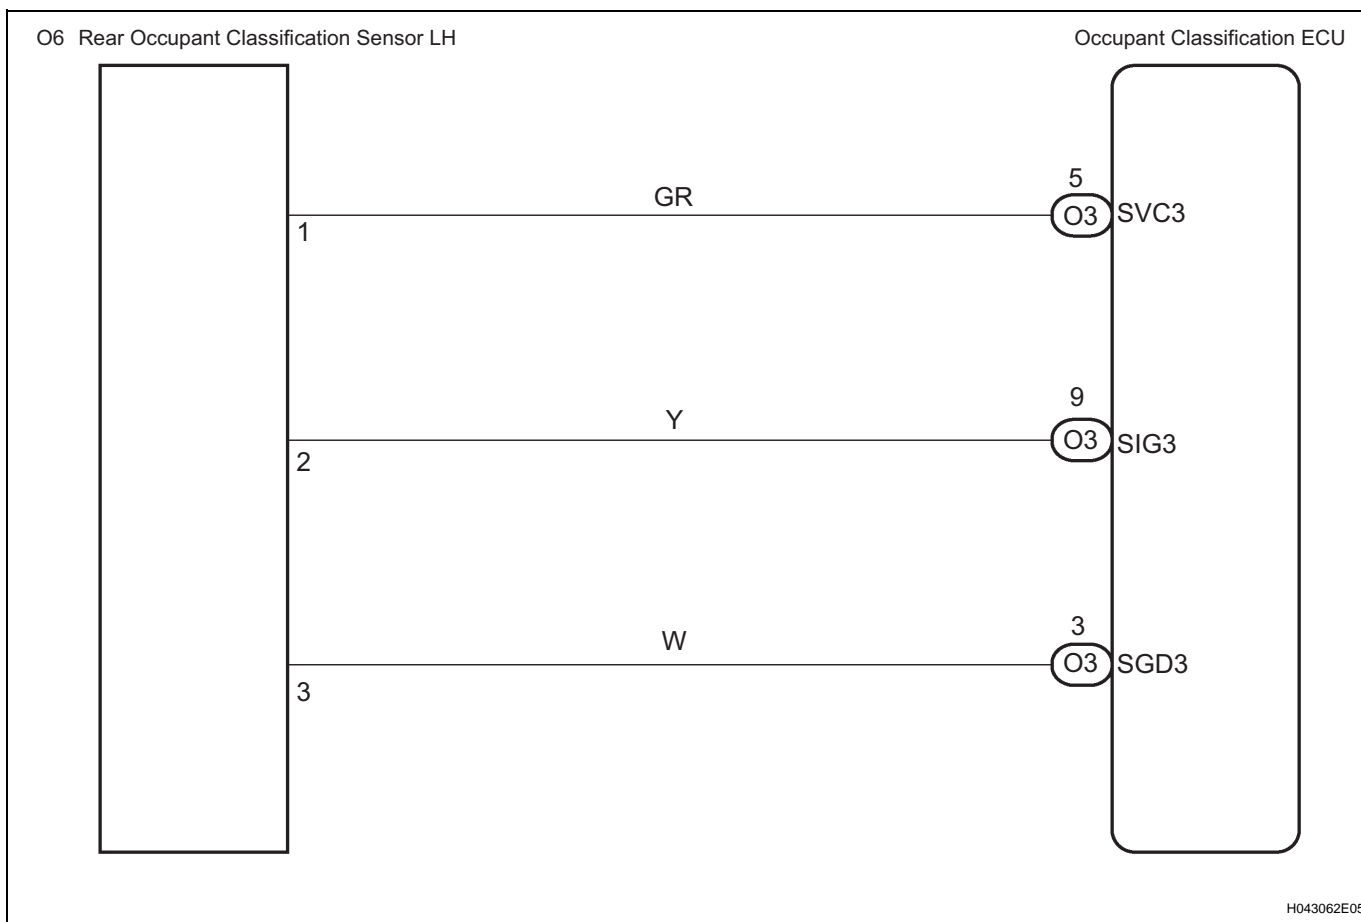 O6 Rear Occupant Classification Sensor LH
Occupant Classification ECU
GR
5
1
O3
SVC3
Y
9
2
O3
SIG3
W
3
3
O3
SGD3
H043062E05